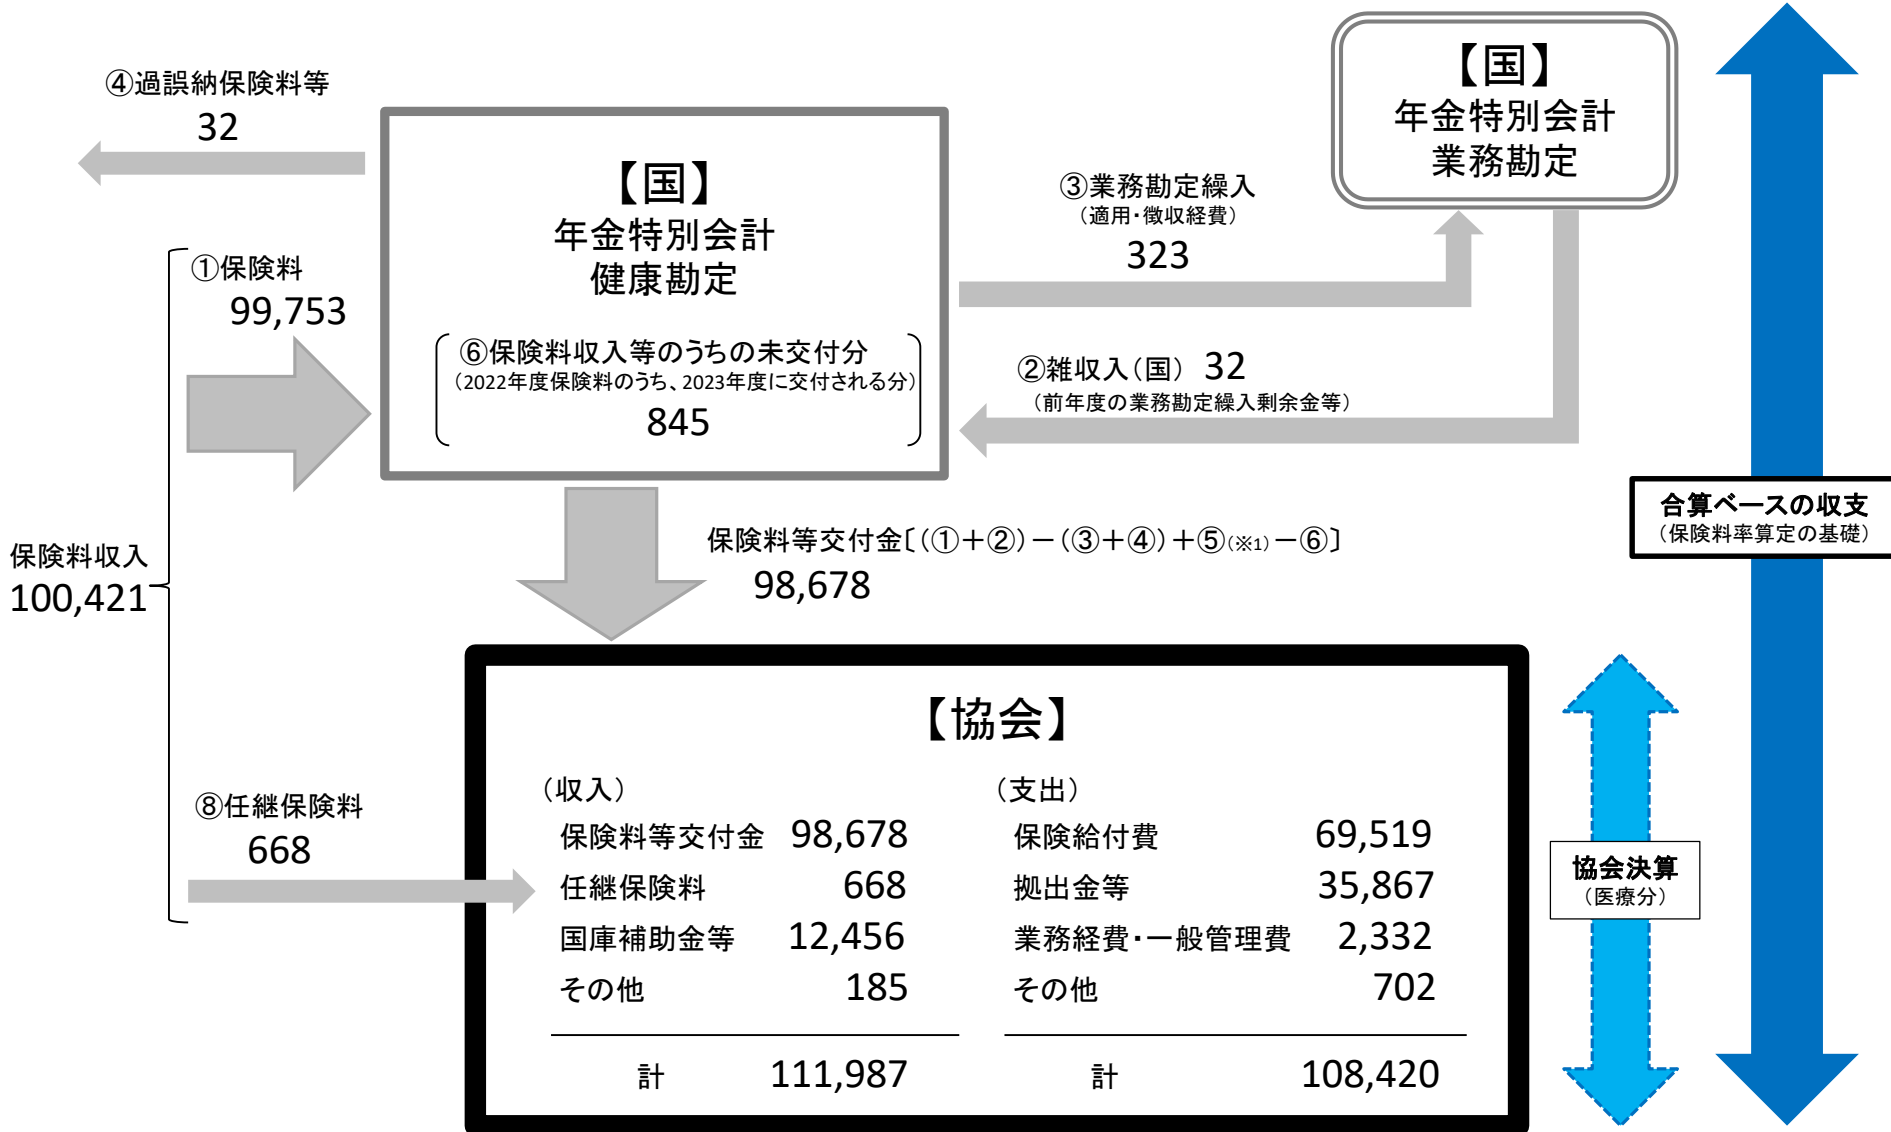 ④過誤納保険料等
32
【国】
年金特別会計
業務勘定
【国】
年金特別会計
健康勘定
③業務勘定繰入
（適用・徴収経費）
323
①保険料
99,753
⑥保険料収入等のうちの未交付分
（2022年度保険料のうち、2023年度に交付される分）
845
②雑収入（国） 32
（前年度の業務勘定繰入剰余金等）
合算ベースの収支
（保険料率算定の基礎）
保険料収入
100,421
保険料等交付金〔（①＋②）－（③＋④）＋⑤（※1）－⑥〕
98,678
【協会】
（収入）
保険料等交付金 98,678
任継保険料 668
国庫補助金等 12,456
その他 185
計 111,987
（支出）
保険給付費 69,519
拠出金等 35,867
業務経費・一般管理費 2,332
その他 702
計 108,420
⑧任継保険料
668
協会決算
（医療分）